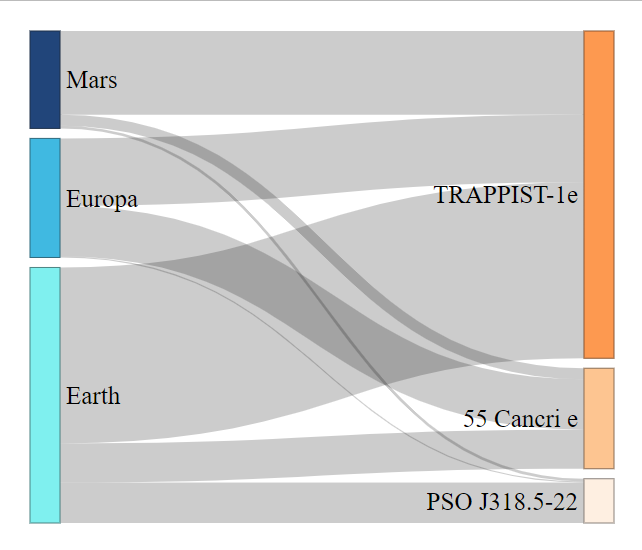 Mars
Europa
TRAPPIST-1e
Earth
55 Cancri e
PSO J318.5-22